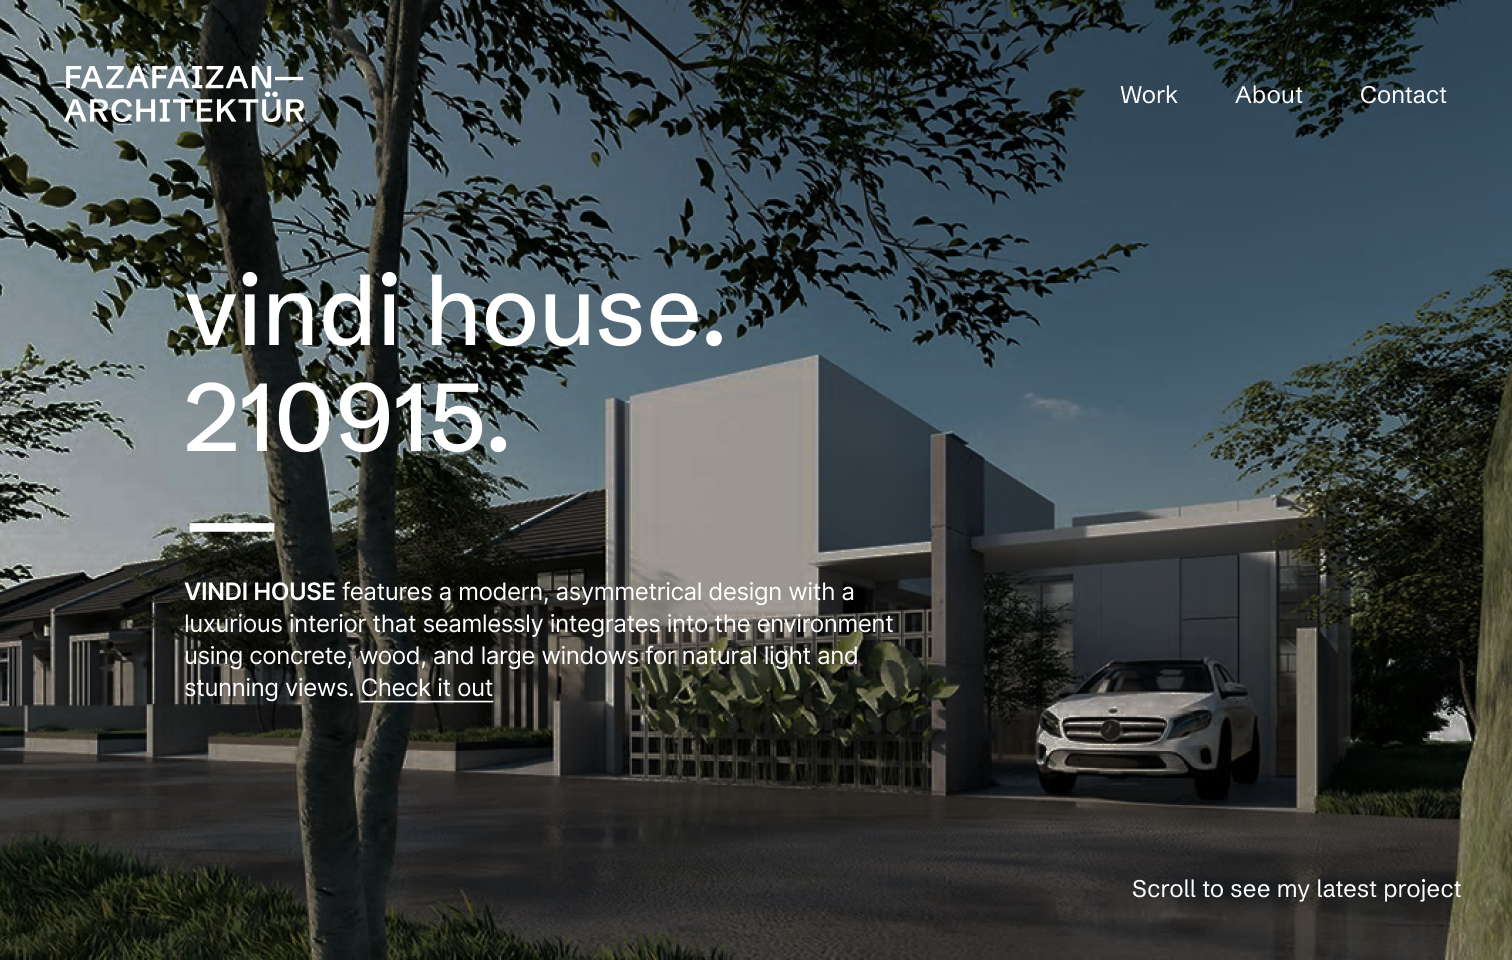 FAZAFAIZAN—
ARCHITEKTÜR
Work About Contact
vindi house.
210915.
VINDI HOUSE features a modern, asymmetrical design with a
luxurious interior that seamlessly integrates into the environment
using concrete, wood, and large windows for natural light and
stunning views. Check it out
Scroll to see my latest project